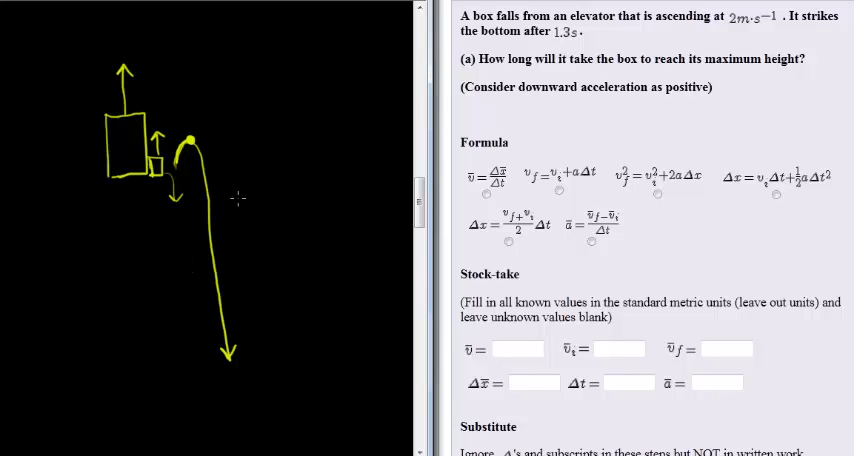 A box falls from an elevator that is ascending at 2m·s−1 . It strikes
the bottom after 1.3s .
(a) How long will it take the box to reach its maximum height?
(Consider downward acceleration as positive)
Formula
v̄ = Δx̄/Δt v_f = v_i + aΔt v_f² = v_i² + 2aΔx Δx = v_iΔt + ½aΔt²
Δx = (v_f + v_i)/2 Δt ā = (v̄_f − v̄_i)/Δt
Stock-take
(Fill in all known values in the standard metric units (leave out units) and
leave unknown values blank)
v̄ = v̄_i = v̄_f =
Δx̄ = Δt = ā =
Substitute
Ignore Δ's and subscripts in these steps but NOT in written work